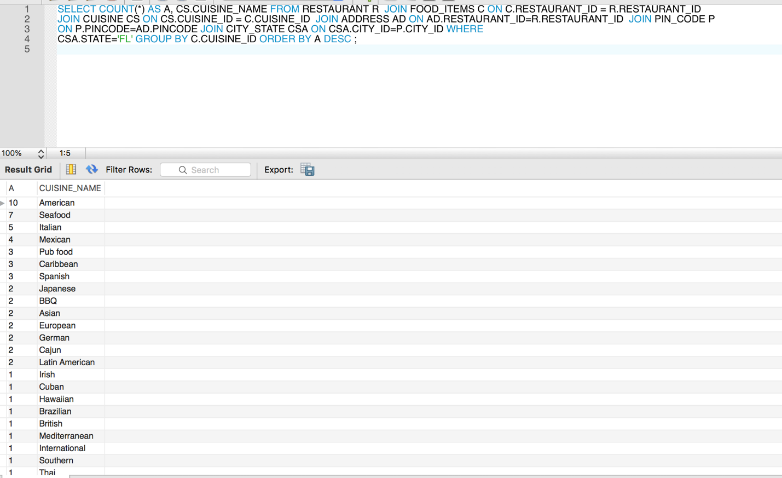 1 SELECT COUNT(*) AS A, CS.CUISINE_NAME FROM RESTAURANT R  JOIN FOOD_ITEMS C ON C.RESTAURANT_ID = R.RESTAURANT_ID
2 JOIN CUISINE CS ON CS.CUISINE_ID = C.CUISINE_ID  JOIN ADDRESS AD ON AD.RESTAURANT_ID=R.RESTAURANT_ID  JOIN PIN_CODE P
3 ON P.PINCODE=AD.PINCODE JOIN CITY_STATE CSA ON CSA.CITY_ID=P.CITY_ID WHERE
4 CSA.STATE='FL' GROUP BY C.CUISINE_ID ORDER BY A DESC ;
5
100% 1:5
Result Grid Filter Rows: Search Export:
A CUISINE_NAME
10 American
7 Seafood
5 Italian
4 Mexican
3 Pub food
3 Caribbean
3 Spanish
2 Japanese
2 BBQ
2 Asian
2 European
2 German
2 Cajun
2 Latin American
1 Irish
1 Cuban
1 Hawaiian
1 Brazilian
1 British
1 Mediterranean
1 International
1 Southern
1 Thai